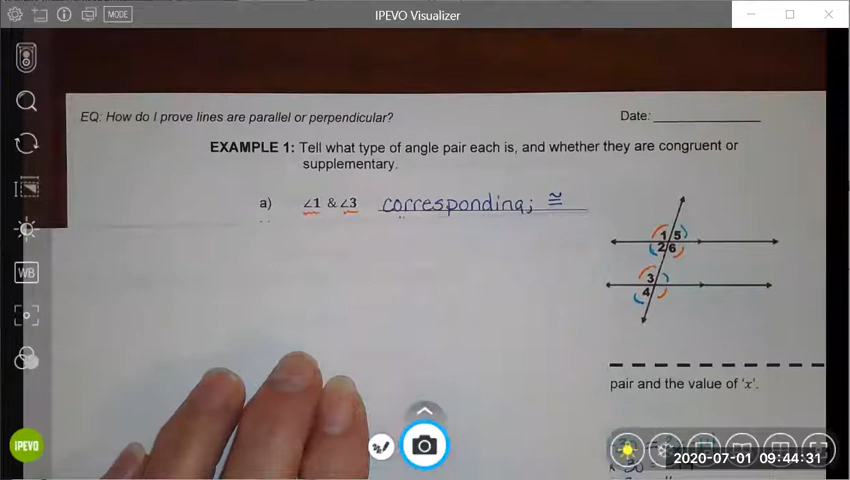 IPEVO Visualizer
MODE
EQ: How do I prove lines are parallel or perpendicular?
Date:
EXAMPLE 1: Tell what type of angle pair each is, and whether they are congruent or
supplementary.
a) ∠1 & ∠3 corresponding; ≅
1 5
2 6
3
4
WB
pair and the value of 'x'.
iPEVO
2020-07-01 09:44:31